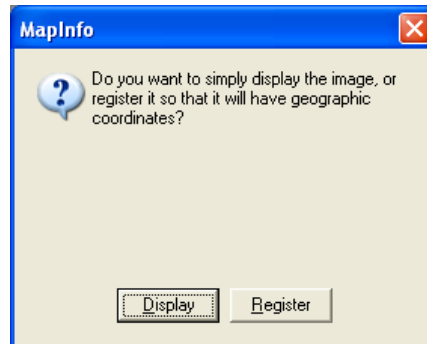 MapInfo
Do you want to simply display the image, or
register it so that it will have geographic
coordinates?
Display
Register